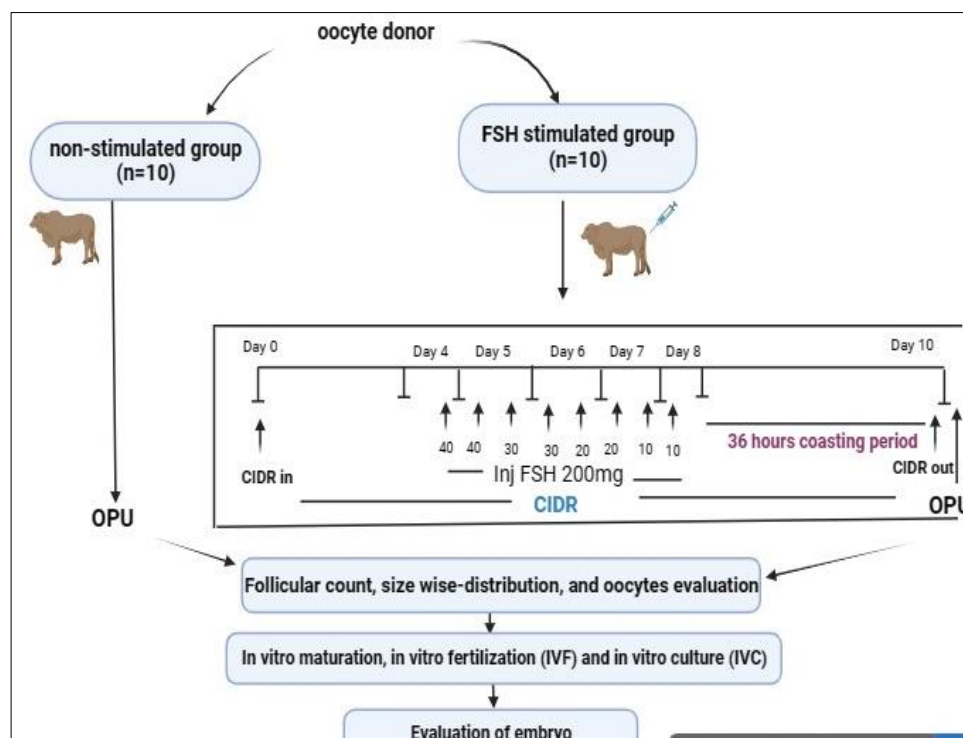 oocyte donor
non-stimulated group
(n=10)
FSH stimulated group
(n=10)
Day 0
Day 4
Day 5
Day 6
Day 7
Day 8
Day 10
40
40
30
30
20
20
10
10
36 hours coasting period
CIDR in
CIDR out
Inj FSH 200mg
CIDR
OPU
OPU
Follicular count, size wise-distribution, and oocytes evaluation
In vitro maturation, in vitro fertilization (IVF) and in vitro culture (IVC)
Evaluation of embryo